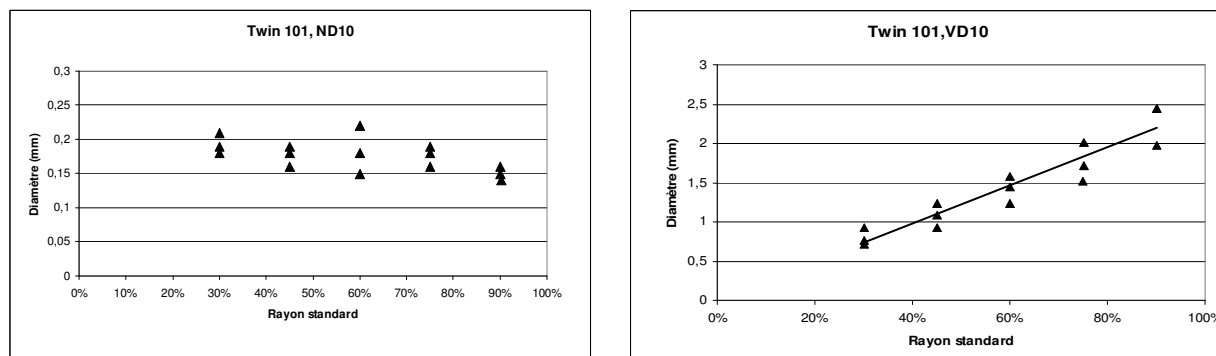 Twin 101, ND10
0,3
0,25
0,2
0,15
0,1
0,05
0
Diamètre (mm)
0% 10% 20% 30% 40% 50% 60% 70% 80% 90% 100%
Rayon standard
Twin 101,VD10
3
2,5
2
1,5
1
0,5
0
Diamètre (mm)
0% 20% 40% 60% 80% 100%
Rayon standard